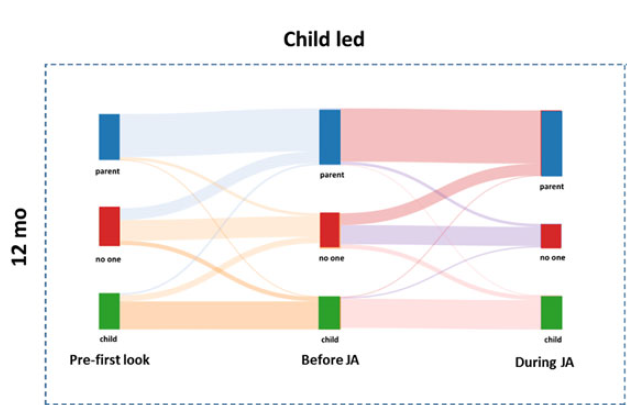 Child led
12 mo
parent
parent
parent
no one
no one
no one
child
child
child
Pre-first look
Before JA
During JA